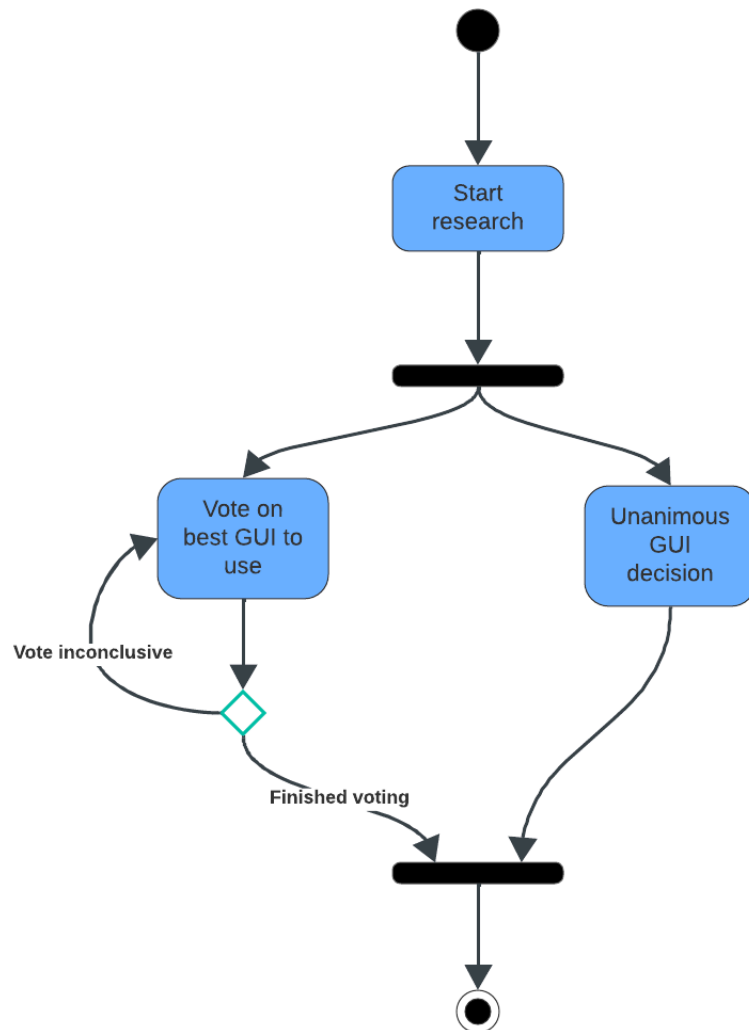 Start
research
Vote on
best GUI to
use
Unanimous
GUI
decision
Vote inconclusive
Finished voting